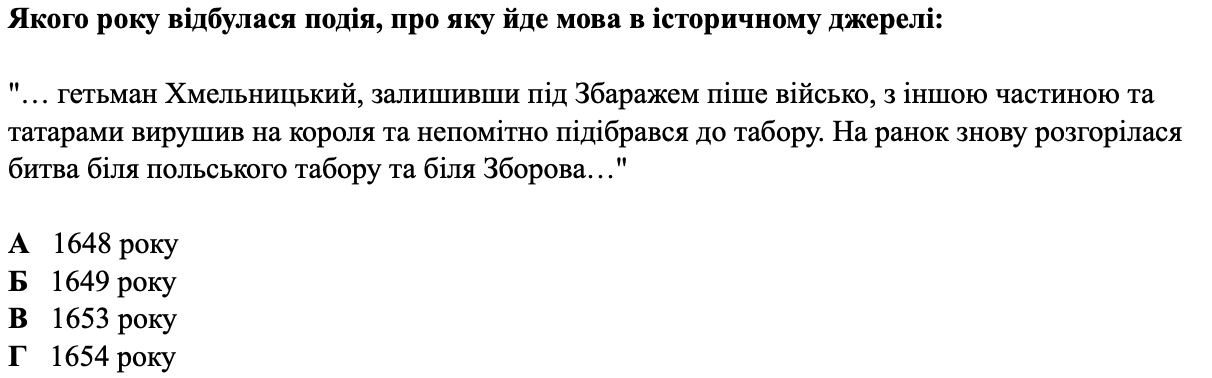 Якого року відбулася подія, про яку йде мова в історичному джерелі:
"… гетьман Хмельницький, залишивши під Збаражем піше військо, з іншою частиною та
татарами вирушив на короля та непомітно підібрався до табору. На ранок знову розгорілася
битва біля польського табору та біля Зборова…"
А 1648 року
Б 1649 року
В 1653 року
Г 1654 року